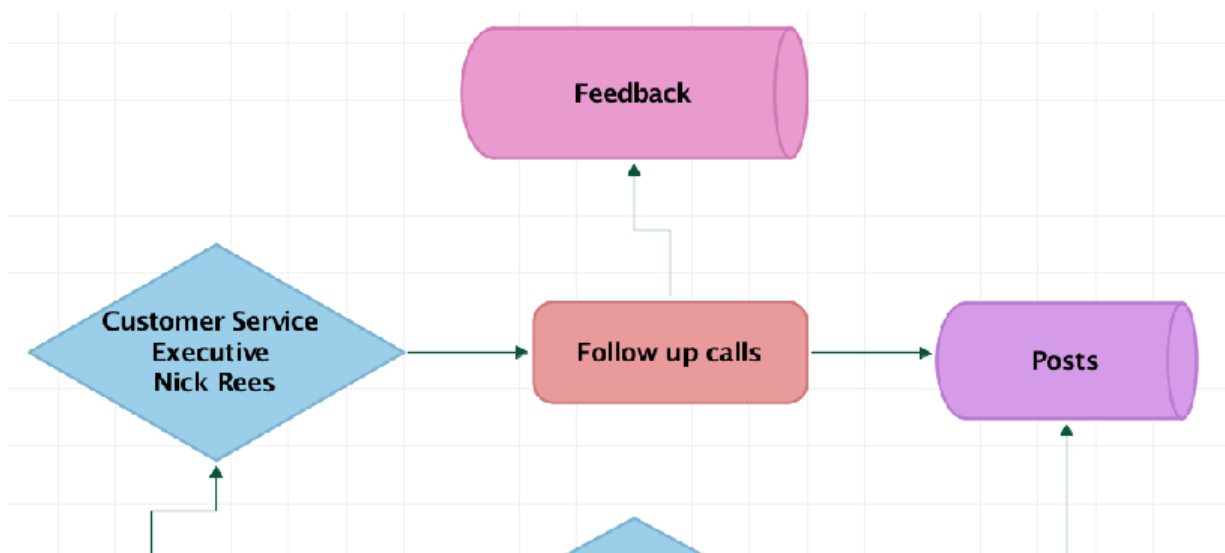 Feedback
Customer Service
Executive
Nick Rees
Follow up calls
Posts